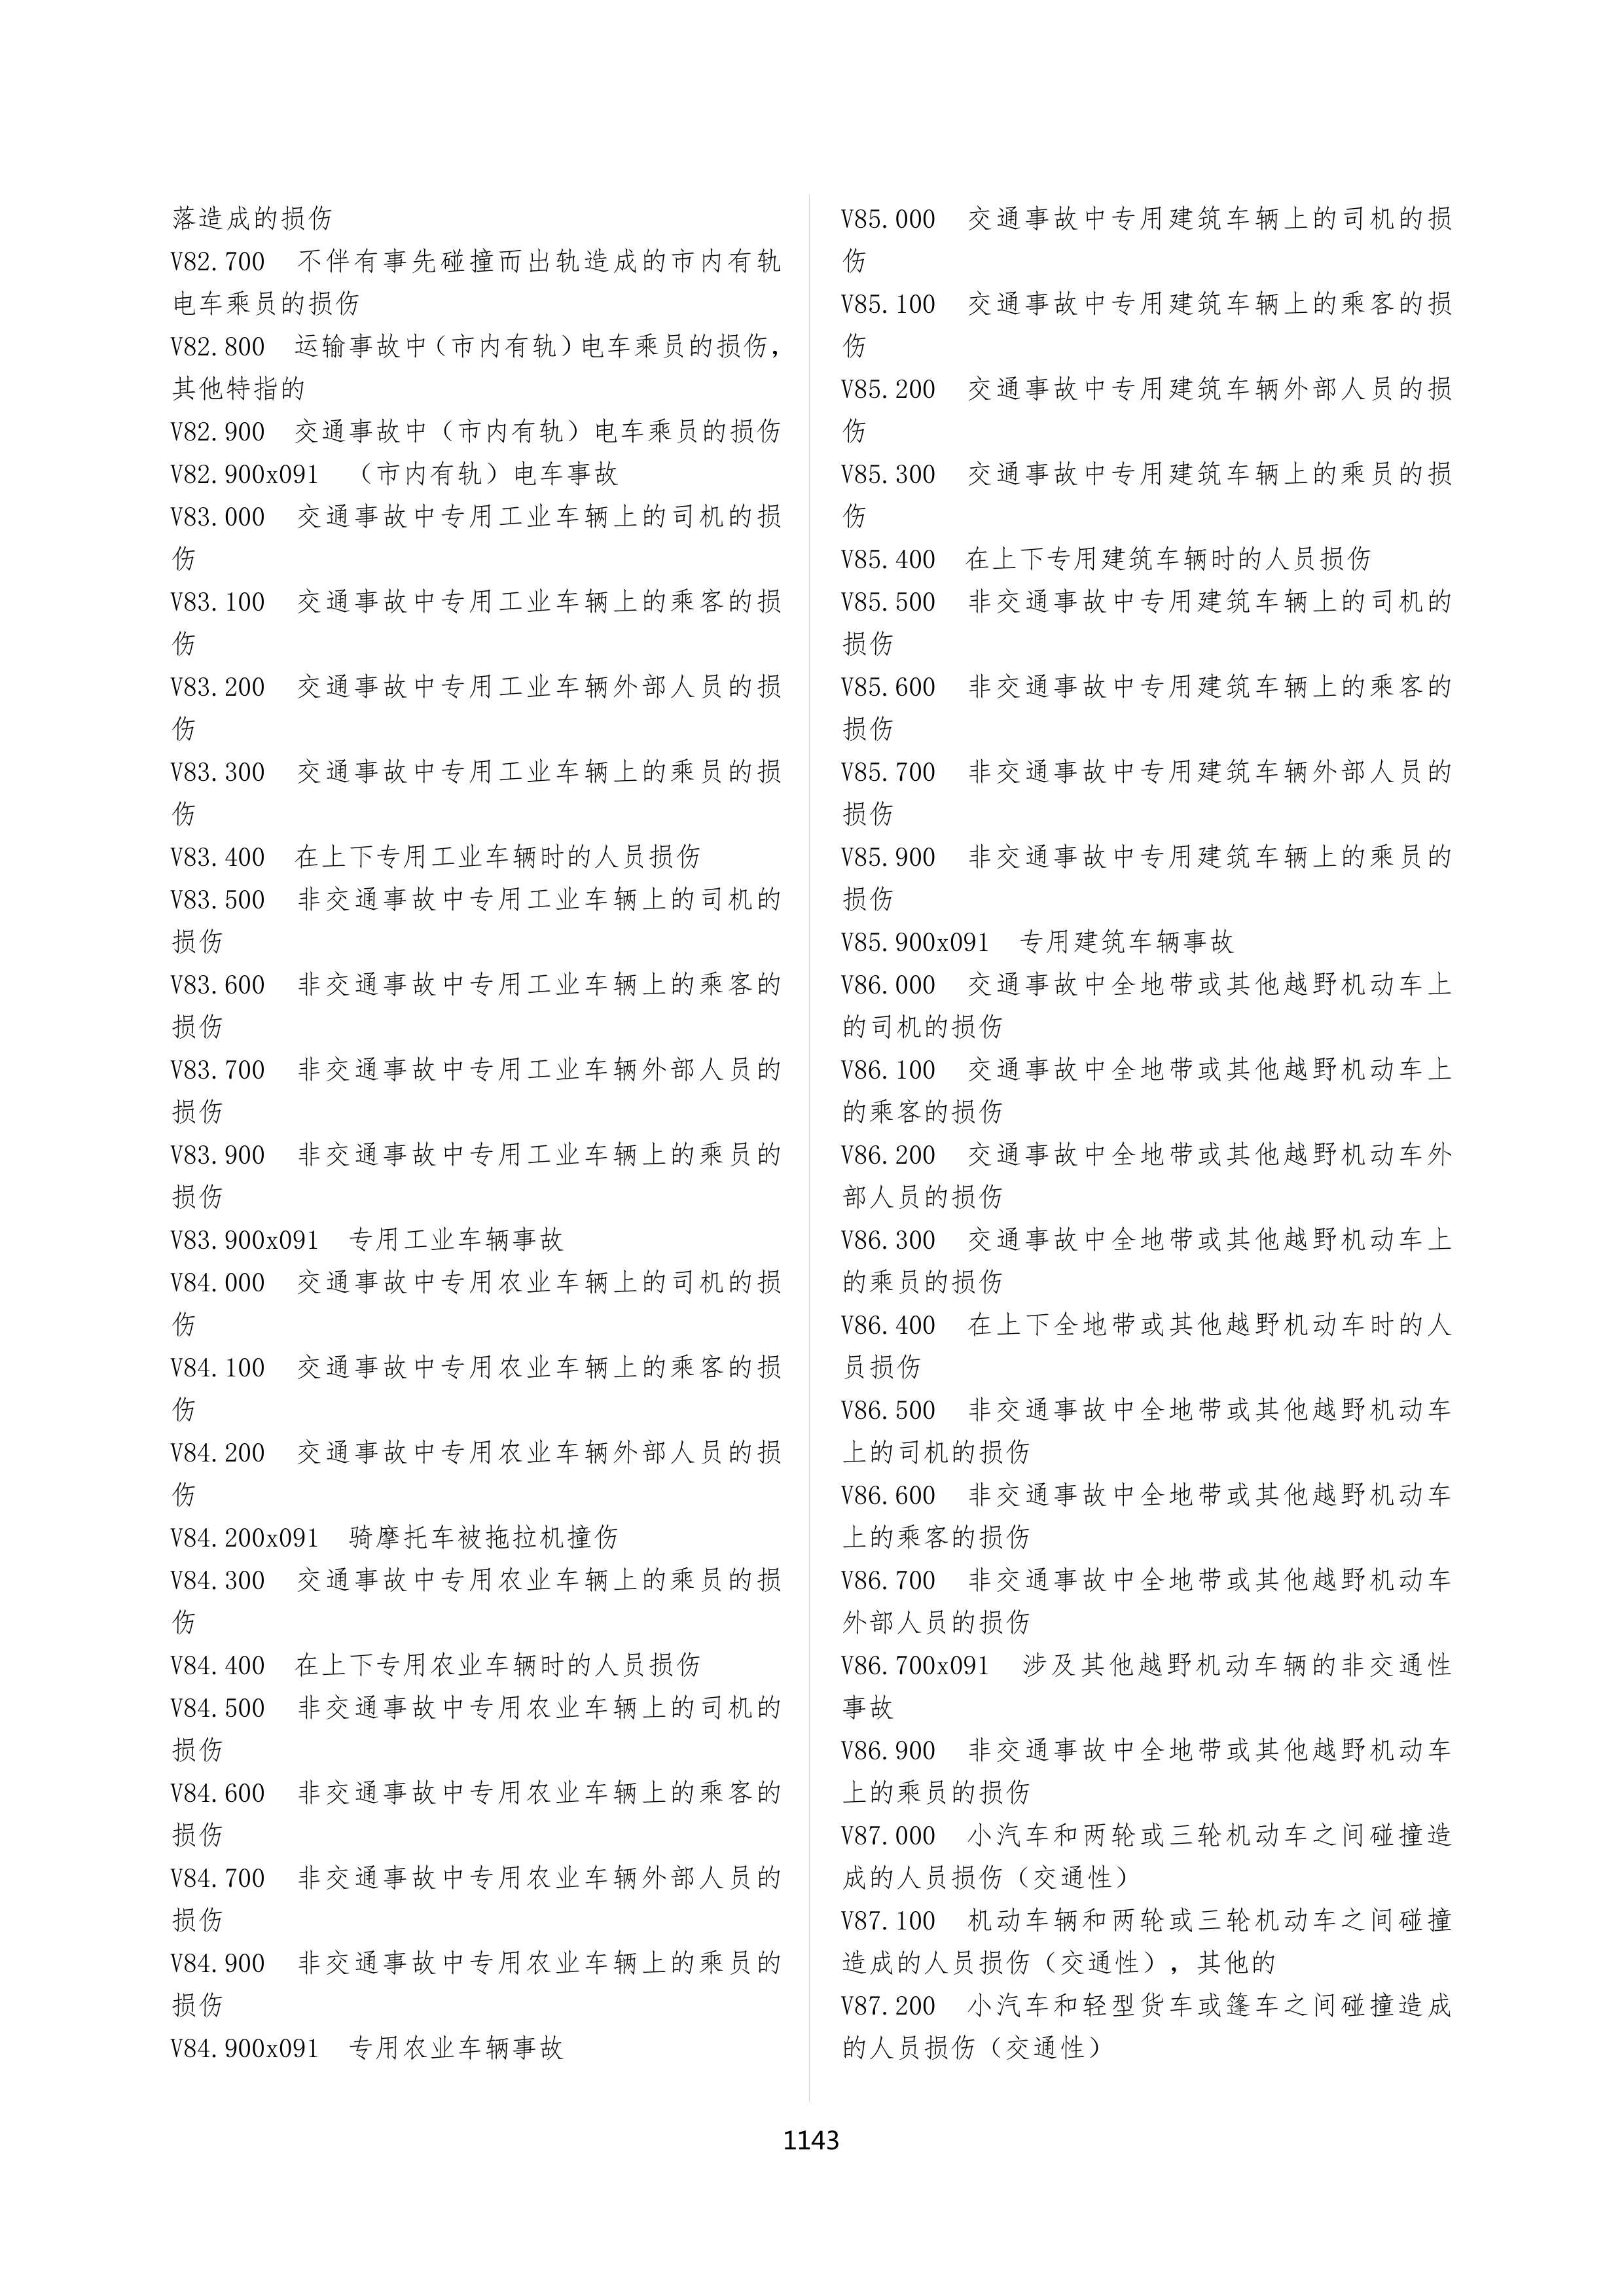 落造成的损伤
V82.700　不伴有事先碰撞而出轨造成的市内有轨
电车乘员的损伤
V82.800　运输事故中（市内有轨）电车乘员的损伤，
其他特指的
V82.900　交通事故中（市内有轨）电车乘员的损伤
V82.900x091　（市内有轨）电车事故
V83.000　交通事故中专用工业车辆上的司机的损
伤
V83.100　交通事故中专用工业车辆上的乘客的损
伤
V83.200　交通事故中专用工业车辆外部人员的损
伤
V83.300　交通事故中专用工业车辆上的乘员的损
伤
V83.400　在上下专用工业车辆时的人员损伤
V83.500　非交通事故中专用工业车辆上的司机的
损伤
V83.600　非交通事故中专用工业车辆上的乘客的
损伤
V83.700　非交通事故中专用工业车辆外部人员的
损伤
V83.900　非交通事故中专用工业车辆上的乘员的
损伤
V83.900x091　专用工业车辆事故
V84.000　交通事故中专用农业车辆上的司机的损
伤
V84.100　交通事故中专用农业车辆上的乘客的损
伤
V84.200　交通事故中专用农业车辆外部人员的损
伤
V84.200x091　骑摩托车被拖拉机撞伤
V84.300　交通事故中专用农业车辆上的乘员的损
伤
V84.400　在上下专用农业车辆时的人员损伤
V84.500　非交通事故中专用农业车辆上的司机的
损伤
V84.600　非交通事故中专用农业车辆上的乘客的
损伤
V84.700　非交通事故中专用农业车辆外部人员的
损伤
V84.900　非交通事故中专用农业车辆上的乘员的
损伤
V84.900x091　专用农业车辆事故
V85.000　交通事故中专用建筑车辆上的司机的损
伤
V85.100　交通事故中专用建筑车辆上的乘客的损
伤
V85.200　交通事故中专用建筑车辆外部人员的损
伤
V85.300　交通事故中专用建筑车辆上的乘员的损
伤
V85.400　在上下专用建筑车辆时的人员损伤
V85.500　非交通事故中专用建筑车辆上的司机的
损伤
V85.600　非交通事故中专用建筑车辆上的乘客的
损伤
V85.700　非交通事故中专用建筑车辆外部人员的
损伤
V85.900　非交通事故中专用建筑车辆上的乘员的
损伤
V85.900x091　专用建筑车辆事故
V86.000　交通事故中全地带或其他越野机动车上
的司机的损伤
V86.100　交通事故中全地带或其他越野机动车上
的乘客的损伤
V86.200　交通事故中全地带或其他越野机动车外
部人员的损伤
V86.300　交通事故中全地带或其他越野机动车上
的乘员的损伤
V86.400　在上下全地带或其他越野机动车时的人
员损伤
V86.500　非交通事故中全地带或其他越野机动车
上的司机的损伤
V86.600　非交通事故中全地带或其他越野机动车
上的乘客的损伤
V86.700　非交通事故中全地带或其他越野机动车
外部人员的损伤
V86.700x091　涉及其他越野机动车辆的非交通性
事故
V86.900　非交通事故中全地带或其他越野机动车
上的乘员的损伤
V87.000　小汽车和两轮或三轮机动车之间碰撞造
成的人员损伤（交通性）
V87.100　机动车辆和两轮或三轮机动车之间碰撞
造成的人员损伤（交通性），其他的
V87.200　小汽车和轻型货车或篷车之间碰撞造成
的人员损伤（交通性）
1143